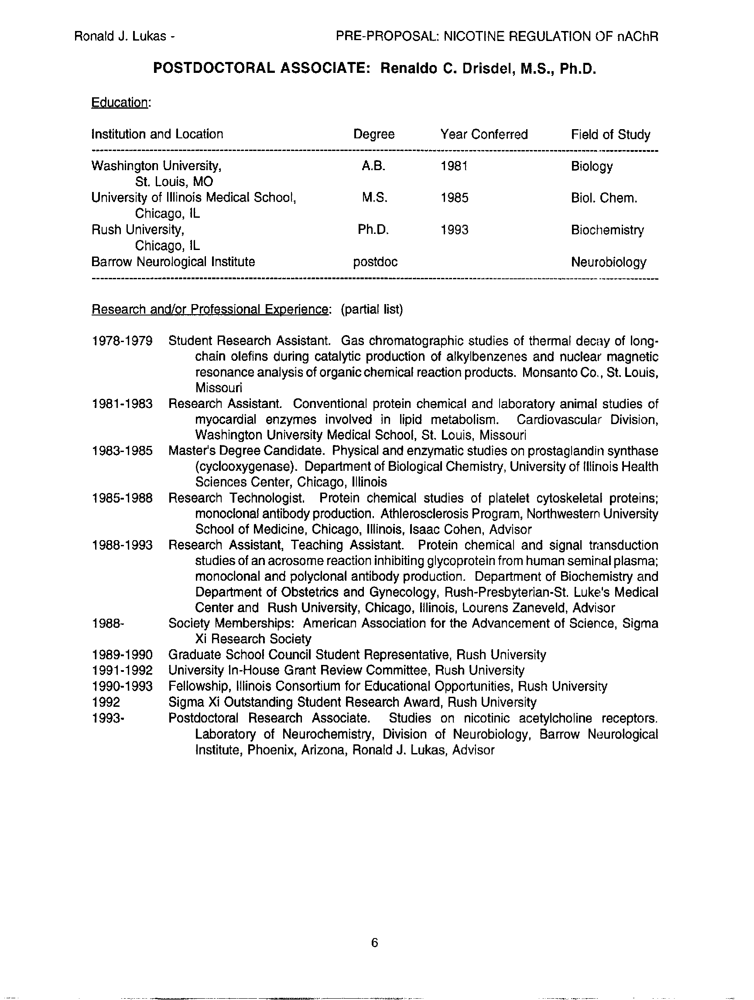 Ronald J. Lukas - PRE-PROPOSAL: NICOTINE REGULATION OF nAChR
POSTDOCTORAL ASSOCIATE: Renaldo C. Drisdel, M.S., Ph.D.
Education:
Institution and Location Degree Year Conferred Field of Study
Washington University, A.B. 1981 Biology
St. Louis, MO
University of Illinois Medical School, M.S. 1985 Biol. Chem.
Chicago, IL
Rush University, Ph.D. 1993 Biochemistry
Chicago, IL
Barrow Neurological Institute postdoc Neurobiology
Research and/or Professional Experience: (partial list)
1978-1979 Student Research Assistant. Gas chromatographic studies of thermal decay of long-
chain olefins during catalytic production of alkylbenzenes and nuclear magnetic
resonance analysis of organic chemical reaction products. Monsanto Co., St. Louis,
Missouri
1981-1983 Research Assistant. Conventional protein chemical and laboratory animal studies of
myocardial enzymes involved in lipid metabolism. Cardiovascular Division,
Washington University Medical School, St. Louis, Missouri
1983-1985 Master's Degree Candidate. Physical and enzymatic studies on prostaglandin synthase
(cyclooxygenase). Department of Biological Chemistry, University of Illinois Health
Sciences Center, Chicago, Illinois
1985-1988 Research Technologist. Protein chemical studies of platelet cytoskeletal proteins;
monoclonal antibody production. Athlerosclerosis Program, Northwestern University
School of Medicine, Chicago, Illinois, Isaac Cohen, Advisor
1988-1993 Research Assistant, Teaching Assistant. Protein chemical and signal transduction
studies of an acrosome reaction inhibiting glycoprotein from human seminal plasma;
monoclonal and polyclonal antibody production. Department of Biochemistry and
Department of Obstetrics and Gynecology, Rush-Presbyterian-St. Luke's Medical
Center and Rush University, Chicago, Illinois, Lourens Zaneveld, Advisor
1988- Society Memberships: American Association for the Advancement of Science, Sigma
Xi Research Society
1989-1990 Graduate School Council Student Representative, Rush University
1991-1992 University In-House Grant Review Committee, Rush University
1990-1993 Fellowship, Illinois Consortium for Educational Opportunities, Rush University
1992 Sigma Xi Outstanding Student Research Award, Rush University
1993- Postdoctoral Research Associate. Studies on nicotinic acetylcholine receptors.
Laboratory of Neurochemistry, Division of Neurobiology, Barrow Neurological
Institute, Phoenix, Arizona, Ronald J. Lukas, Advisor
6